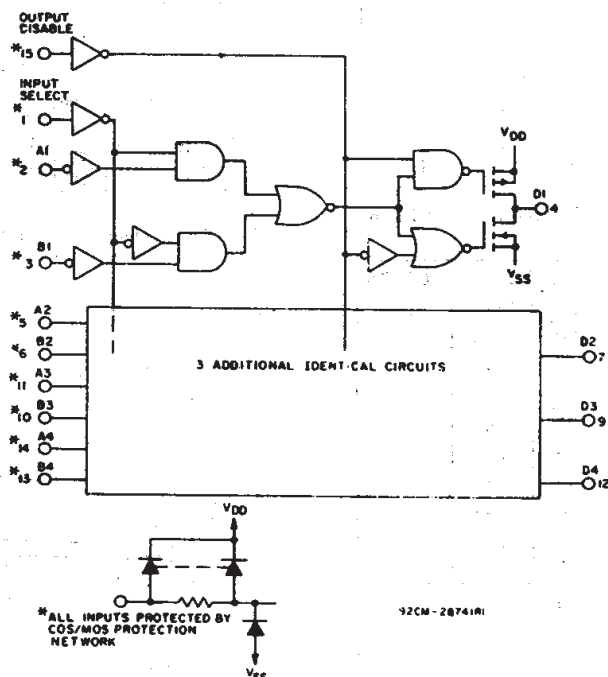 OUTPUT
CISABLE
*15
INPUT
SELECT
*1
A1
*2
B1
*3
VDD
D1
4
VSS
*5 A2
*6 B2
*11 A3
*10 B3
*14 A4
*13 B4
3 ADDITIONAL IDENT·CAL CIRCUITS
D2
7
D3
9
D4
12
VDD
*ALL INPUTS PROTECTED BY
COS/MOS PROTECTION
NETWORK
VSS
92CM-28741R1